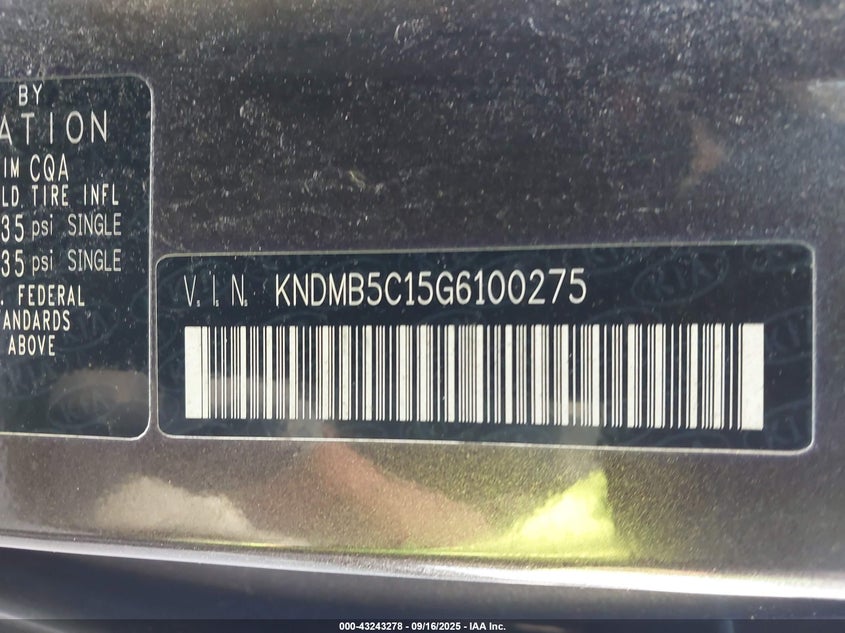 BY
ATION
IM CQA
LD TIRE INFL
35 psi SINGLE
35 psi SINGLE
. FEDERAL
ANDARDS
ABOVE
V.I.N. KNDMB5C15G6100275
KIA
000-43243278 - 09/16/2025 - IAA Inc.